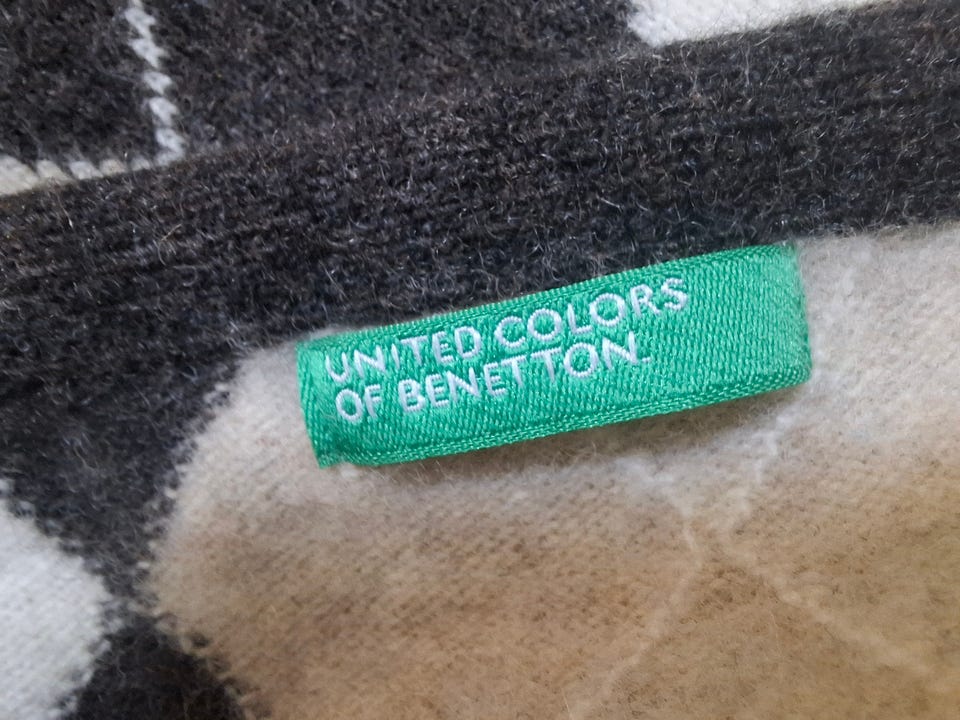 UNITED COLORS
OF BENETTON.